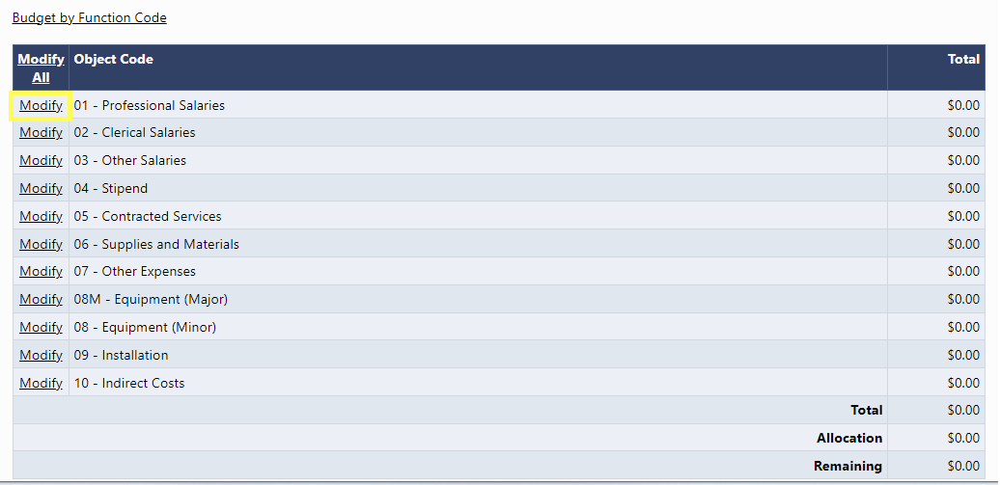 Budget by Function Code
Modify All Object Code Total
Modify 01 - Professional Salaries $0.00
Modify 02 - Clerical Salaries $0.00
Modify 03 - Other Salaries $0.00
Modify 04 - Stipend $0.00
Modify 05 - Contracted Services $0.00
Modify 06 - Supplies and Materials $0.00
Modify 07 - Other Expenses $0.00
Modify 08M - Equipment (Major) $0.00
Modify 08 - Equipment (Minor) $0.00
Modify 09 - Installation $0.00
Modify 10 - Indirect Costs $0.00
Total $0.00
Allocation $0.00
Remaining $0.00